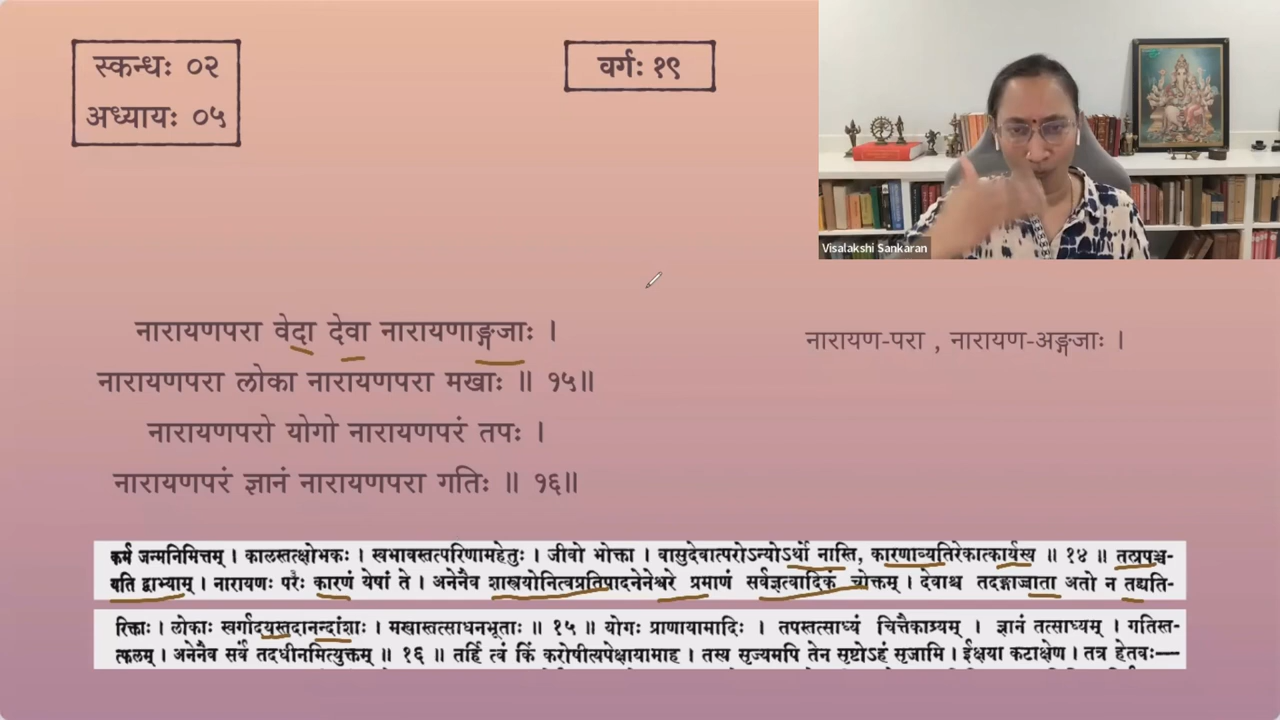 स्कन्धः ०२
अध्यायः ०५
वर्गः १९
Visalakshi Sankaran
नारायणपरा वेदा देवा नारायणाङ्गजाः ।
नारायणपरा लोका नारायणपरा मखाः ॥ १५॥
नारायणपरो योगो नारायणपरं तपः ।
नारायणपरं ज्ञानं नारायणपरा गतिः ॥ १६॥
नारायण-परा , नारायण-अङ्गजाः ।
कर्म जन्मनिमित्तम् । कालस्तत्क्षोभकः । स्वभावस्तत्परिणामहेतुः । जीवो भोक्ता । वासुदेवात्परोऽन्योऽर्थो नास्ति, कारणाव्यतिरेकात्कार्यस्य ॥ १४ ॥ तत्प्रपञ्च-
यति द्वाभ्याम् । नारायणः परः कारणं येषां ते । अनेनैव शास्त्रयोनित्वप्रतिपादनेनेश्वरे प्रमाणं सर्वज्ञत्वादिकं चोक्तम् । देवाश्च तदङ्गाज्जाता अतो न तद्व्यति-
रिक्ताः । लोकाः स्वर्गादयस्तदानन्दांशाः । मखास्तत्साधनभूताः ॥ १५ ॥ योगः प्राणायामादिः । तपस्तत्साध्यं चित्तैकाग्र्यम् । ज्ञानं तत्साध्यम् । गतिस्त-
त्फलम् । अनेनैव सर्वं तदधीनमित्युक्तम् ॥ १६ ॥ तर्हि त्वं किं करोषीत्यपेक्षायामाह । तस्य सृज्यमपि तेन सृष्टोऽहं सृजामि । ईक्षया कटाक्षेण । तत्र हेतवः—